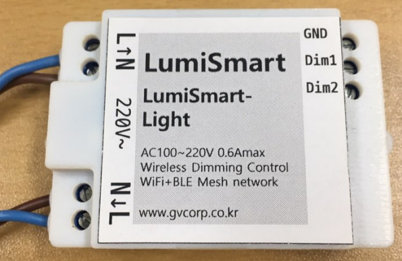 L↑N
220V~
N↓L
LumiSmart
LumiSmart-
Light
AC100~220V 0.6Amax
Wireless Dimming Control
WiFi+BLE Mesh network
www.gvcorp.co.kr
GND
Dim1
Dim2